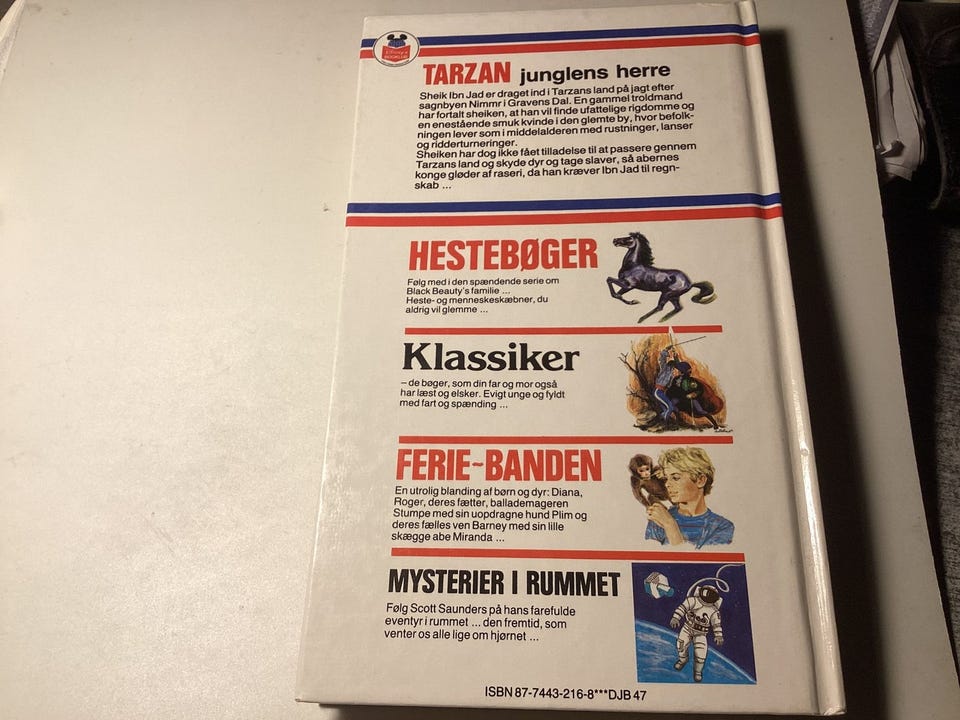 Disney's
BOGKLUB
TARZAN junglens herre
Sheik Ibn Jad er draget ind i Tarzans land på jagt efter
sagnbyen Nimmr i Gravens Dal. En gammel troldmand
har fortalt sheiken, at han vil finde ufattelige rigdomme og
en enestående smuk kvinde i den glemte by, hvor befolk-
ningen lever som i middelalderen med rustninger, lanser
og ridderturneringer.
Sheiken har dog ikke fået tilladelse til at passere gennem
Tarzans land og skyde dyr og tage slaver, så abernes
konge gløder af raseri, da han kræver Ibn Jad til regn-
skab ...
HESTEBØGER
Følg med i den spændende serie om
Black Beauty's familie ...
Heste- og menneskeskæbner, du
aldrig vil glemme ...
Klassiker
– de bøger, som din far og mor også
har læst og elsker. Evigt unge og fyldt
med fart og spænding ...
FERIE-BANDEN
En utrolig blanding af børn og dyr: Diana,
Roger, deres fætter, ballademageren
Stumpe med sin uopdragne hund Plim og
deres fælles ven Barney med sin lille
skægge abe Miranda ...
MYSTERIER I RUMMET
Følg Scott Saunders på hans farefulde
eventyr i rummet ... den fremtid, som
venter os alle lige om hjørnet ...
ISBN 87-7443-216-8***DJB 47